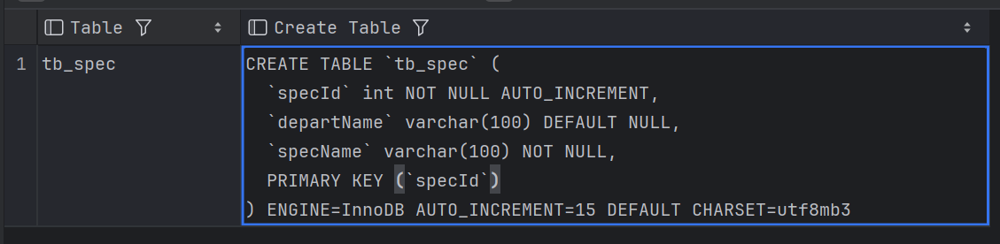 Table Create Table
1 tb_spec CREATE TABLE `tb_spec` (
`specId` int NOT NULL AUTO_INCREMENT,
`departName` varchar(100) DEFAULT NULL,
`specName` varchar(100) NOT NULL,
PRIMARY KEY (`specId`)
) ENGINE=InnoDB AUTO_INCREMENT=15 DEFAULT CHARSET=utf8mb3